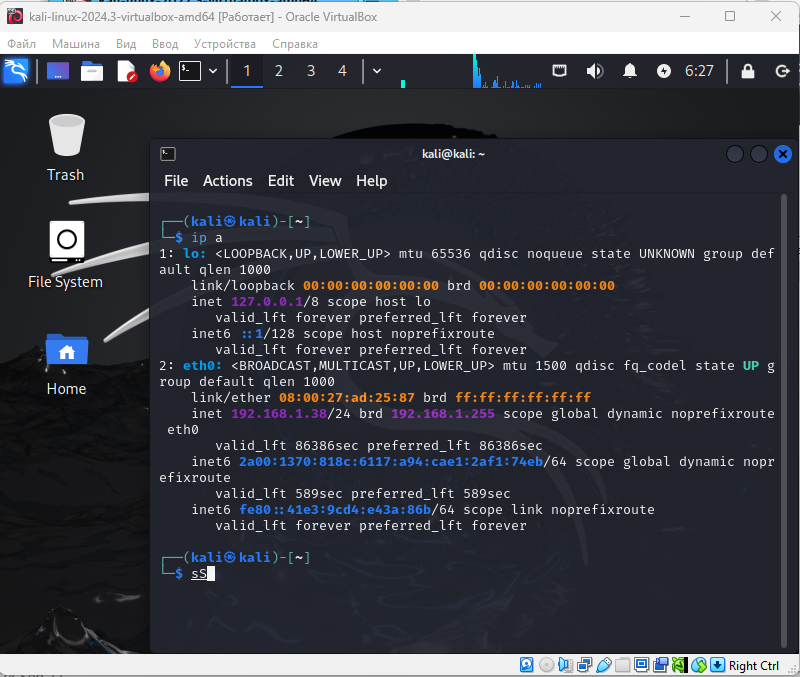 kali-linux-2024.3-virtualbox-amd64 [Работает] - Oracle VirtualBox
Файл Машина Вид Ввод Устройства Справка
1 2 3 4 6:27
Trash
File System
Home
kali@kali: ~
File Actions Edit View Help
┌──(kali㉿kali)-[~]
└─$ ip a
1: lo: <LOOPBACK,UP,LOWER_UP> mtu 65536 qdisc noqueue state UNKNOWN group def
ault qlen 1000
link/loopback 00:00:00:00:00:00 brd 00:00:00:00:00:00
inet 127.0.0.1/8 scope host lo
valid_lft forever preferred_lft forever
inet6 ::1/128 scope host noprefixroute
valid_lft forever preferred_lft forever
2: eth0: <BROADCAST,MULTICAST,UP,LOWER_UP> mtu 1500 qdisc fq_codel state UP g
roup default qlen 1000
link/ether 08:00:27:ad:25:87 brd ff:ff:ff:ff:ff:ff
inet 192.168.1.38/24 brd 192.168.1.255 scope global dynamic noprefixroute
eth0
valid_lft 86386sec preferred_lft 86386sec
inet6 2a00:1370:818c:6117:a94:cae1:2af1:74eb/64 scope global dynamic nopr
efixroute
valid_lft 589sec preferred_lft 589sec
inet6 fe80::41e3:9cd4:e43a:86b/64 scope link noprefixroute
valid_lft forever preferred_lft forever
┌──(kali㉿kali)-[~]
└─$ sS
Right Ctrl